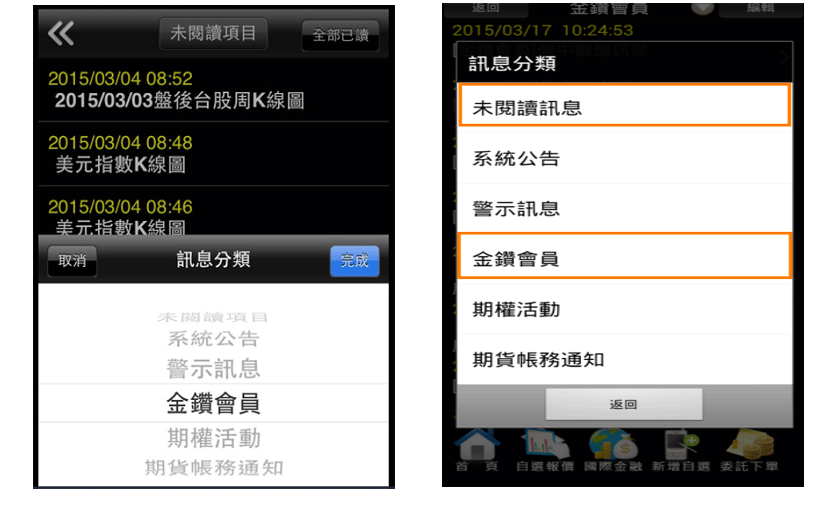 未閱讀項目
全部已讀
2015/03/04 08:52
2015/03/03盤後台股周K線圖
2015/03/04 08:48
美元指數K線圖
2015/03/04 08:46
美元指數K線圖
取消
訊息分類
完成
未閱讀項目
系統公告
警示訊息
金鑽會員
期權活動
期貨帳務通知
返回
金鑽會員
編輯
2015/03/17 10:24:53
訊息分類
未閱讀訊息
系統公告
警示訊息
金鑽會員
期權活動
期貨帳務通知
返回
首頁
自選報價
國際金融
新增自選
委託下單